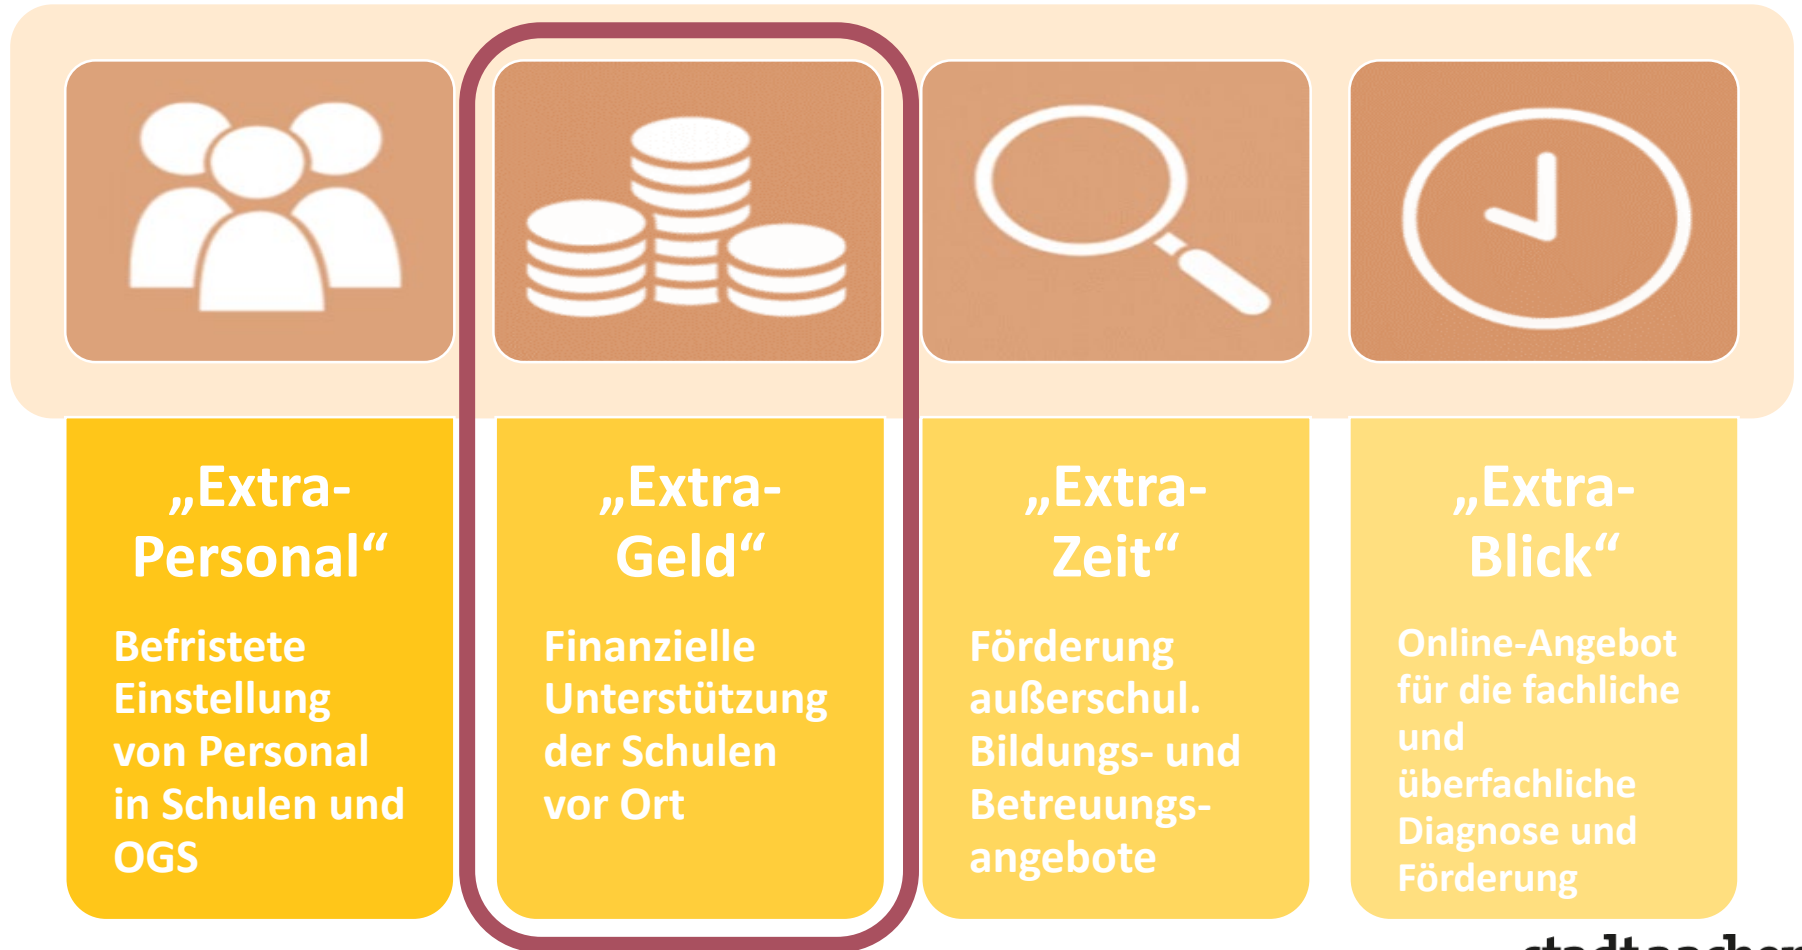 „Extra-
Personal“
Befristete
Einstellung
von Personal
in Schulen und
OGS
„Extra-
Geld“
Finanzielle
Unterstützung
der Schulen
vor Ort
„Extra-
Zeit“
Förderung
außerschul.
Bildungs- und
Betreuungs-
angebote
„Extra-
Blick“
Online-Angebot
für die fachliche
und
überfachliche
Diagnose und
Förderung
stadt aachen